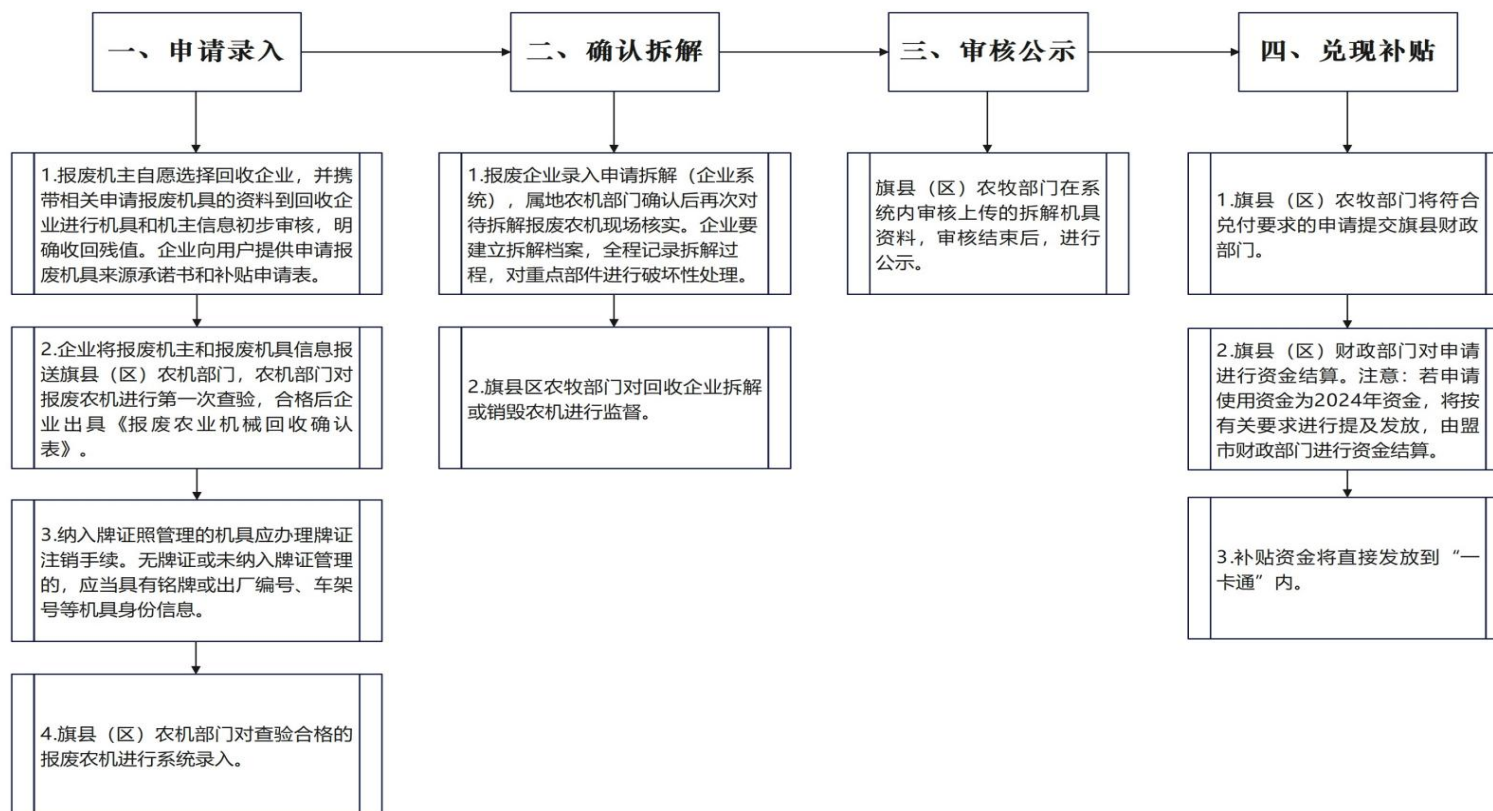 一、申请录入
二、确认拆解
三、审核公示
四、兑现补贴
1.报废机主自愿选择回收企业，并携
带相关申请报废机具的资料到回收企
业进行机具和机主信息初步审核，明
确收回残值。企业向用户提供申请报
废机具来源承诺书和补贴申请表。
2.企业将报废机主和报废机具信息报
送旗县（区）农机部门，农机部门对
报废农机进行第一次查验，合格后企
业出具《报废农业机械回收确认
表》。
3.纳入牌证照管理的机具应办理牌证
注销手续。无牌证或未纳入牌证管理
的，应当具有铭牌或出厂编号、车架
号等机具身份信息。
4.旗县（区）农机部门对查验合格的
报废农机进行系统录入。
1.报废企业录入申请拆解（企业系
统），属地农机部门确认后再次对
待拆解报废农机现场核实。企业要
建立拆解档案，全程记录拆解过
程，对重点部件进行破坏性处理。
2.旗县区农牧部门对回收企业拆解
或销毁农机进行监督。
旗县（区）农牧部门在系
统内审核上传的拆解机具
资料，审核结束后，进行
公示。
1.旗县（区）农牧部门将符合
兑付要求的申请提交旗县财政
部门。
2.旗县（区）财政部门对申请
进行资金结算。注意：若申请
使用资金为2024年资金，将按
有关要求进行提及发放，由盟
市财政部门进行资金结算。
3.补贴资金将直接发放到“一
卡通”内。